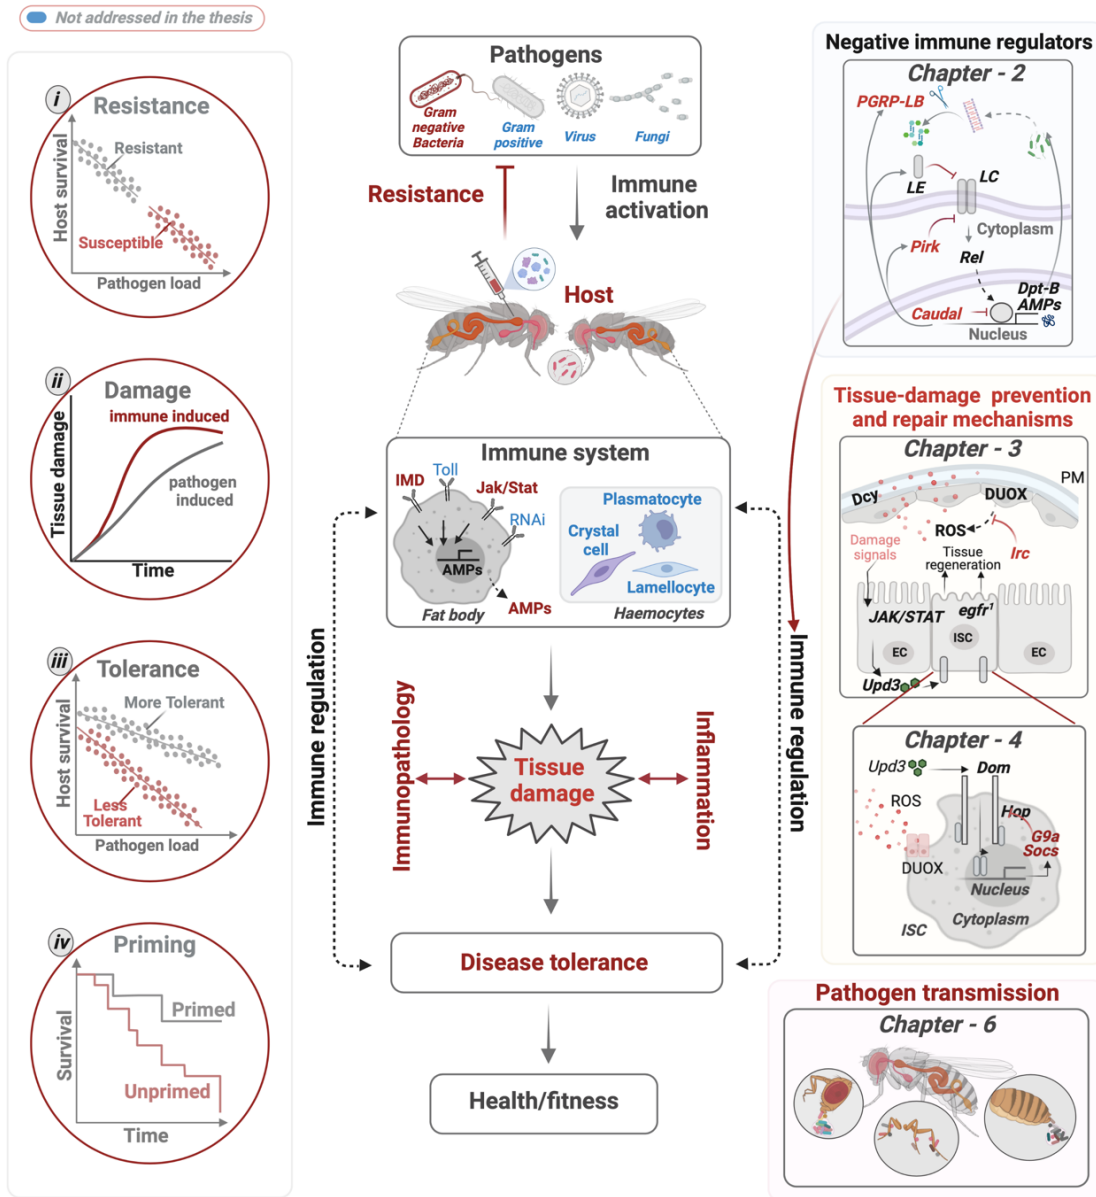 Not addressed in the thesis
i
Resistance
Host survival
Resistant
Susceptible
Pathogen load
ii
Damage
Tissue damage
immune induced
pathogen
induced
Time
iii
Tolerance
Host survival
More Tolerant
Less
Tolerant
Pathogen load
iv
Priming
Survival
Primed
Unprimed
Time
Pathogens
Gram
negative
Bacteria
Gram
positive
Virus
Fungi
Resistance
Immune
activation
Host
Immune system
IMD
Toll
Jak/Stat
RNAi
AMPs
Fat body
AMPs
Plasmatocyte
Crystal
cell
Lamellocyte
Haemocytes
Immune regulation
Immune regulation
Immunopathology
Tissue
damage
Inflammation
Disease tolerance
Health/fitness
Negative immune regulators
Chapter - 2
PGRP-LB
LE
LC
Cytoplasm
Pirk
Rel
Dpt-B
AMPs
Caudal
Nucleus
Tissue-damage prevention
and repair mechanisms
Chapter - 3
PM
Dcy
DUOX
ROS
Damage
signals
Irc
Tissue
regeneration
JAK/STAT
egfr¹
ISC
EC
EC
Upd3
Chapter - 4
Upd3
Dom
ROS
Hop
G9a
Socs
DUOX
Nucleus
Cytoplasm
ISC
Pathogen transmission
Chapter - 6